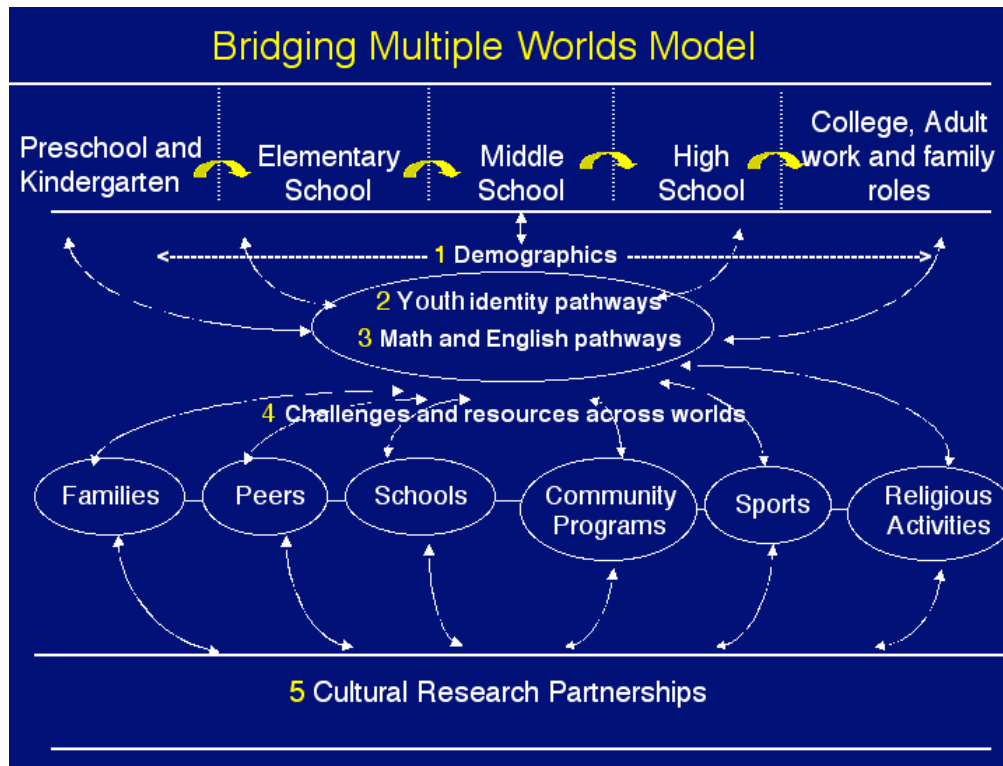 Bridging Multiple Worlds Model
Preschool and
Kindergarten
Elementary
School
Middle
School
High
School
College, Adult
work and family
roles
1 Demographics
2 Youth identity pathways
3 Math and English pathways
4 Challenges and resources across worlds
Families
Peers
Schools
Community
Programs
Sports
Religious
Activities
5 Cultural Research Partnerships